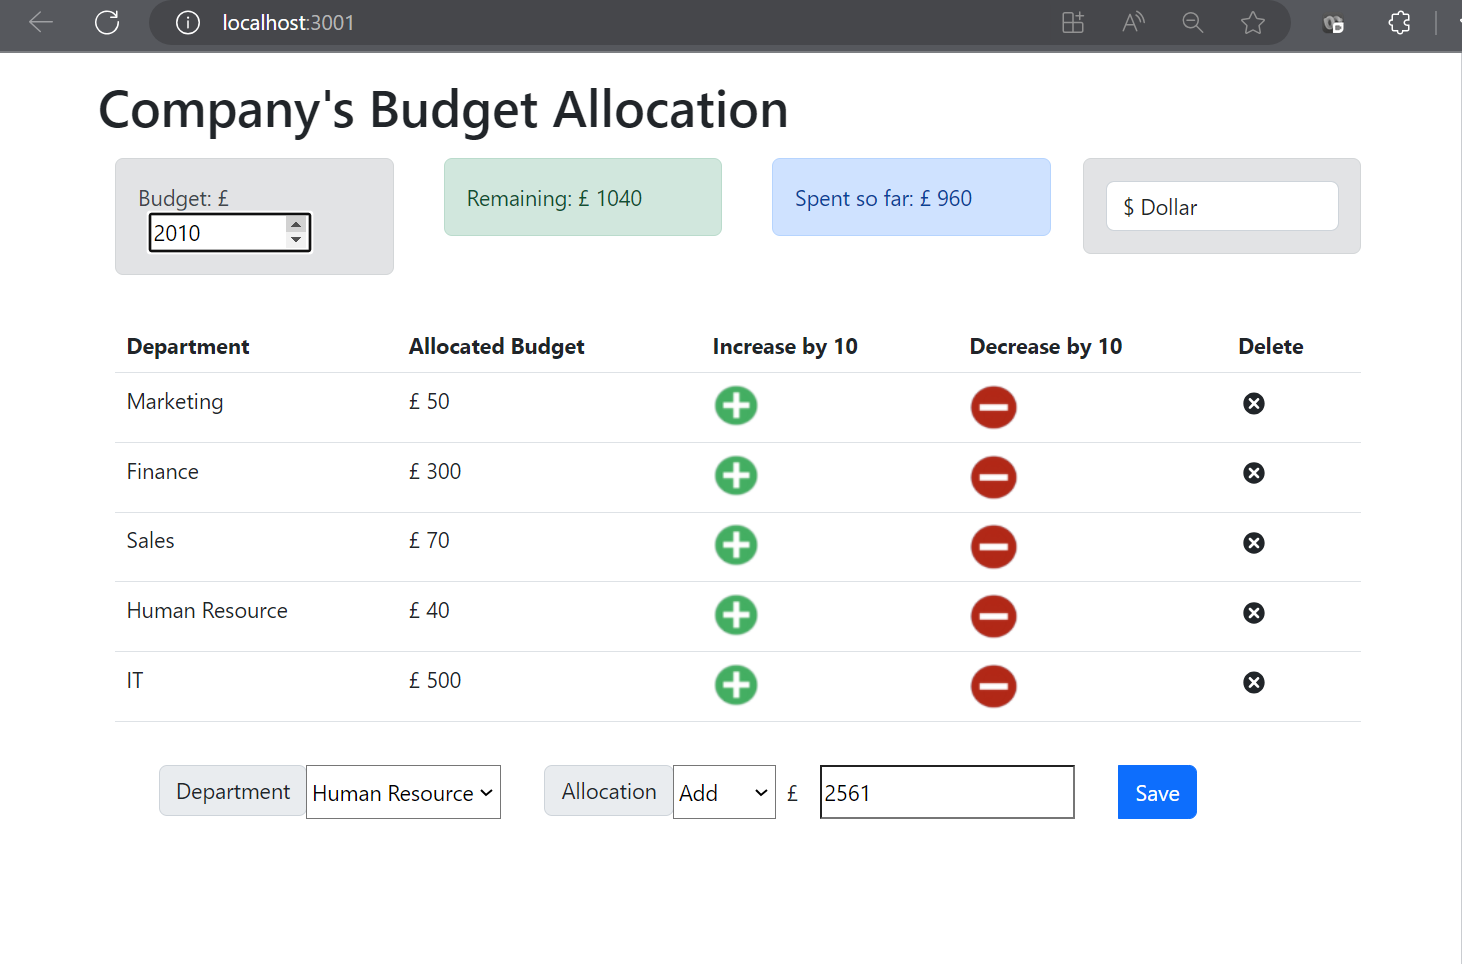 localhost:3001
Company's Budget Allocation
Budget: £
2010
Remaining: £ 1040
Spent so far: £ 960
$ Dollar
Department Allocated Budget Increase by 10 Decrease by 10 Delete
Marketing £ 50
Finance £ 300
Sales £ 70
Human Resource £ 40
IT £ 500
Department Human Resource Allocation Add £ 2561 Save